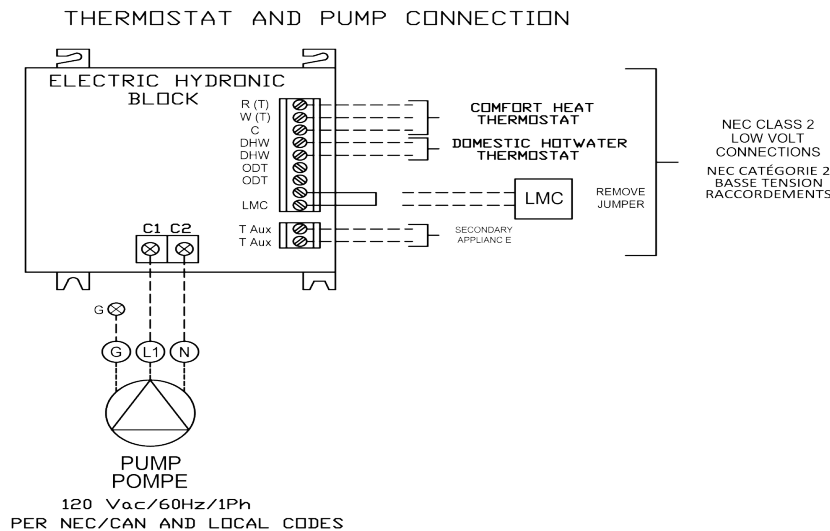 THERMOSTAT AND PUMP CONNECTION
ELECTRIC HYDRONIC
BLOCK
R (T)
W (T)
C
DHW
DHW
ODT
ODT
LMC
T Aux
T Aux
C1 C2
COMFORT HEAT
THERMOSTAT
DOMESTIC HOTWATER
THERMOSTAT
LMC
REMOVE
JUMPER
SECONDARY
APPLIANC E
NEC CLASS 2
LOW VOLT
CONNECTIONS
NEC CATÉGORIE 2
BASSE TENSION
RACCORDEMENTS
G
G
L1
N
PUMP
POMPE
120 Vac/60Hz/1Ph
PER NEC/CAN AND LOCAL CODES